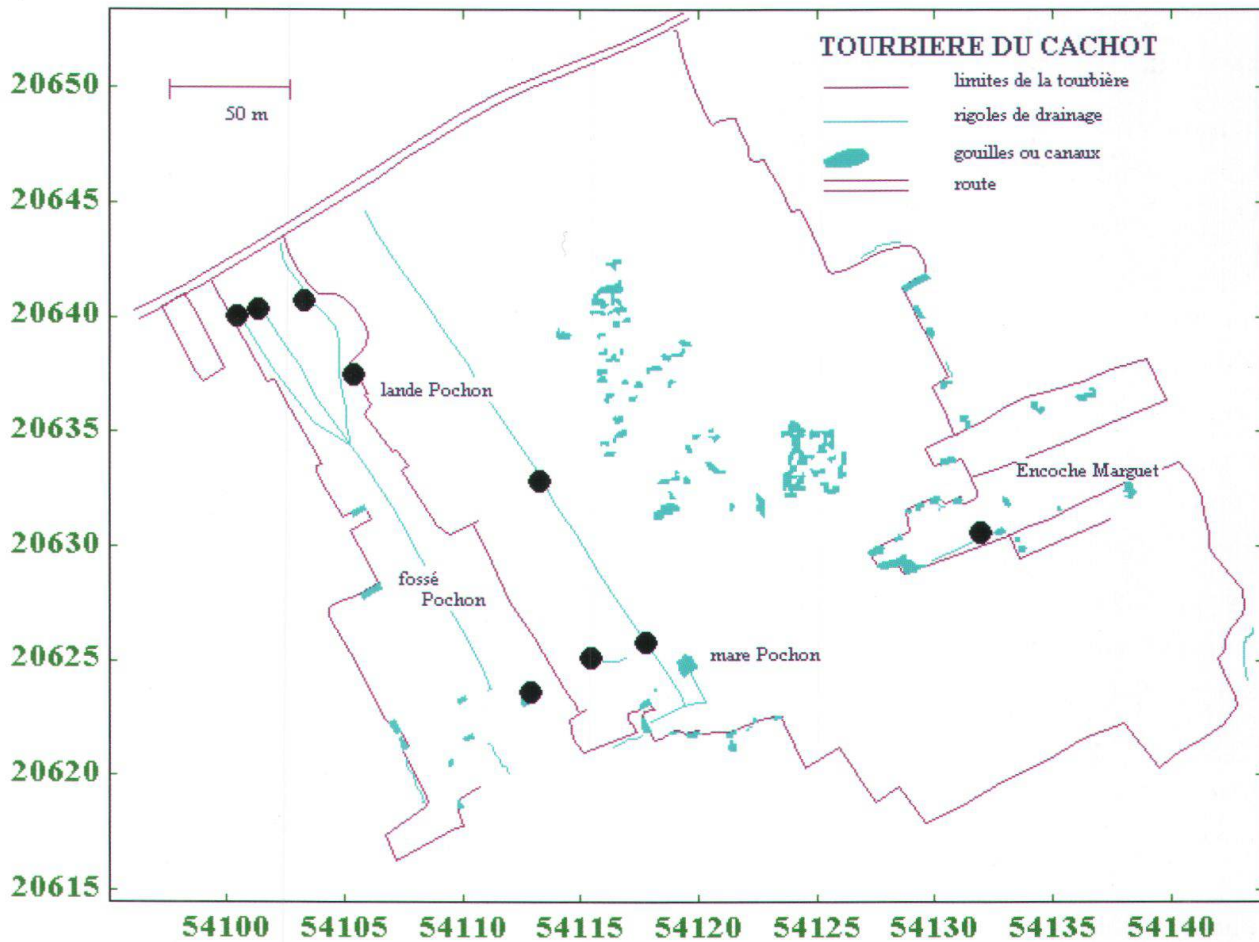 TOURBIERE DU CACHOT
limites de la tourbière
rigoles de drainage
gouilles ou canaux
route
50 m
20650
20645
20640
20635
20630
20625
20620
20615
lande Pochon
Encoche Marguet
fossé
Pochon
mare Pochon
54100 54105 54110 54115 54120 54125 54130 54135 54140